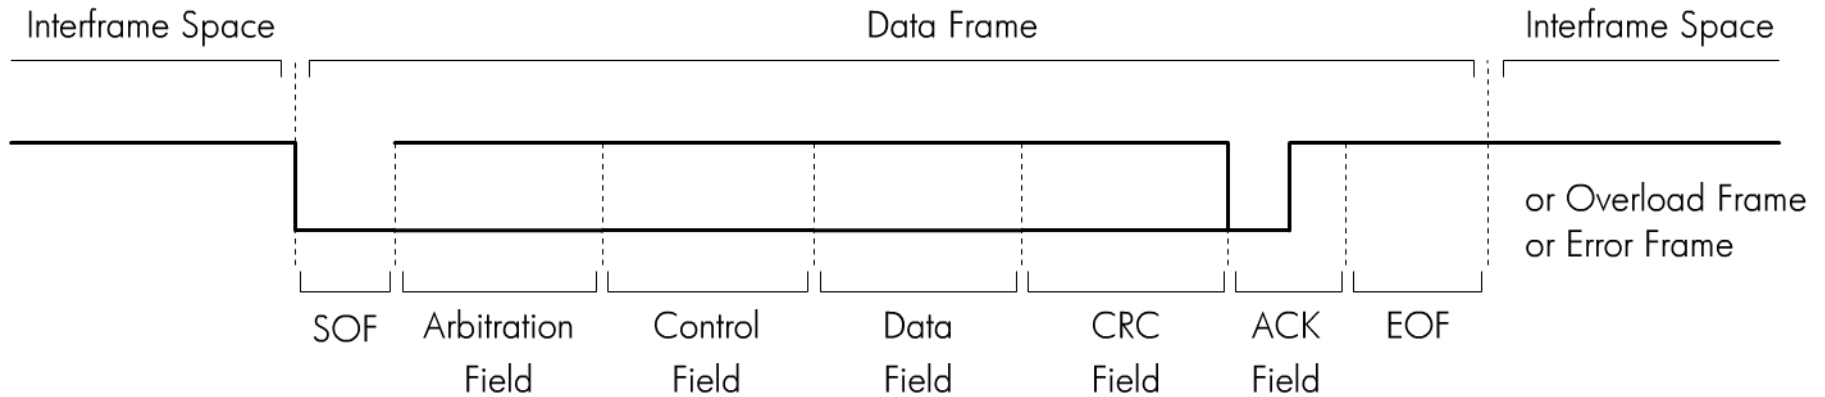 Interframe Space
Data Frame
Interframe Space
or Overload Frame
or Error Frame
SOF
Arbitration
Field
Control
Field
Data
Field
CRC
Field
ACK
Field
EOF